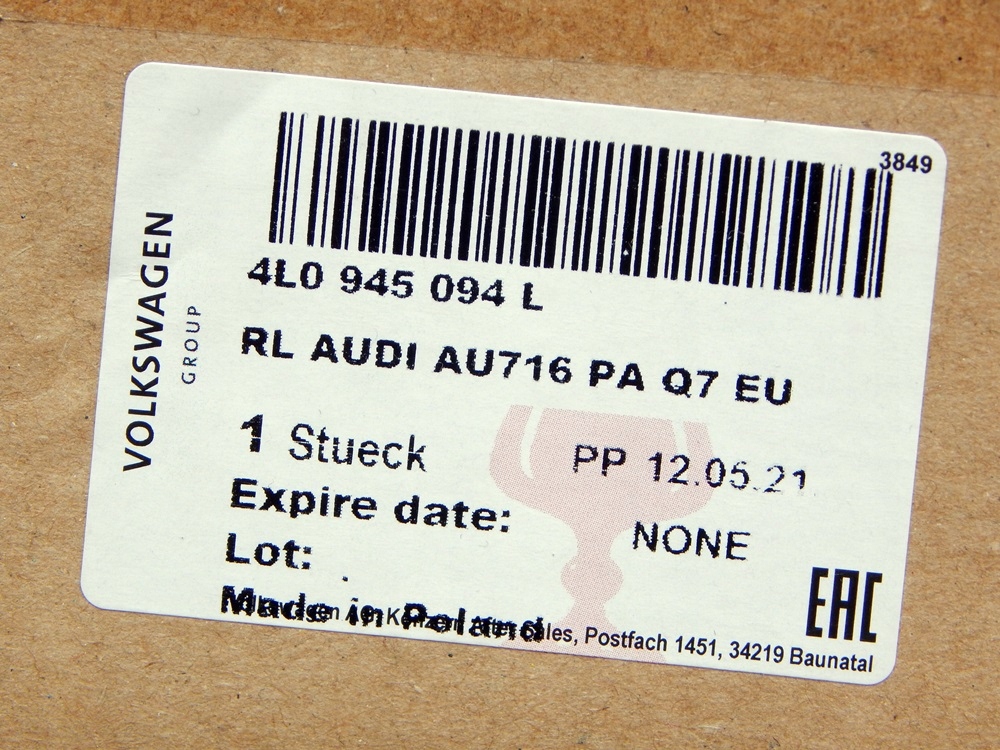 3849
VOLKSWAGEN
GROUP
4L0 945 094 L
RL AUDI AU716 PA Q7 EU
1 Stueck PP 12.05.21
Expire date: NONE
Lot:
EAC
Made in Poland
Postfach 1451, 34219 Baunatal